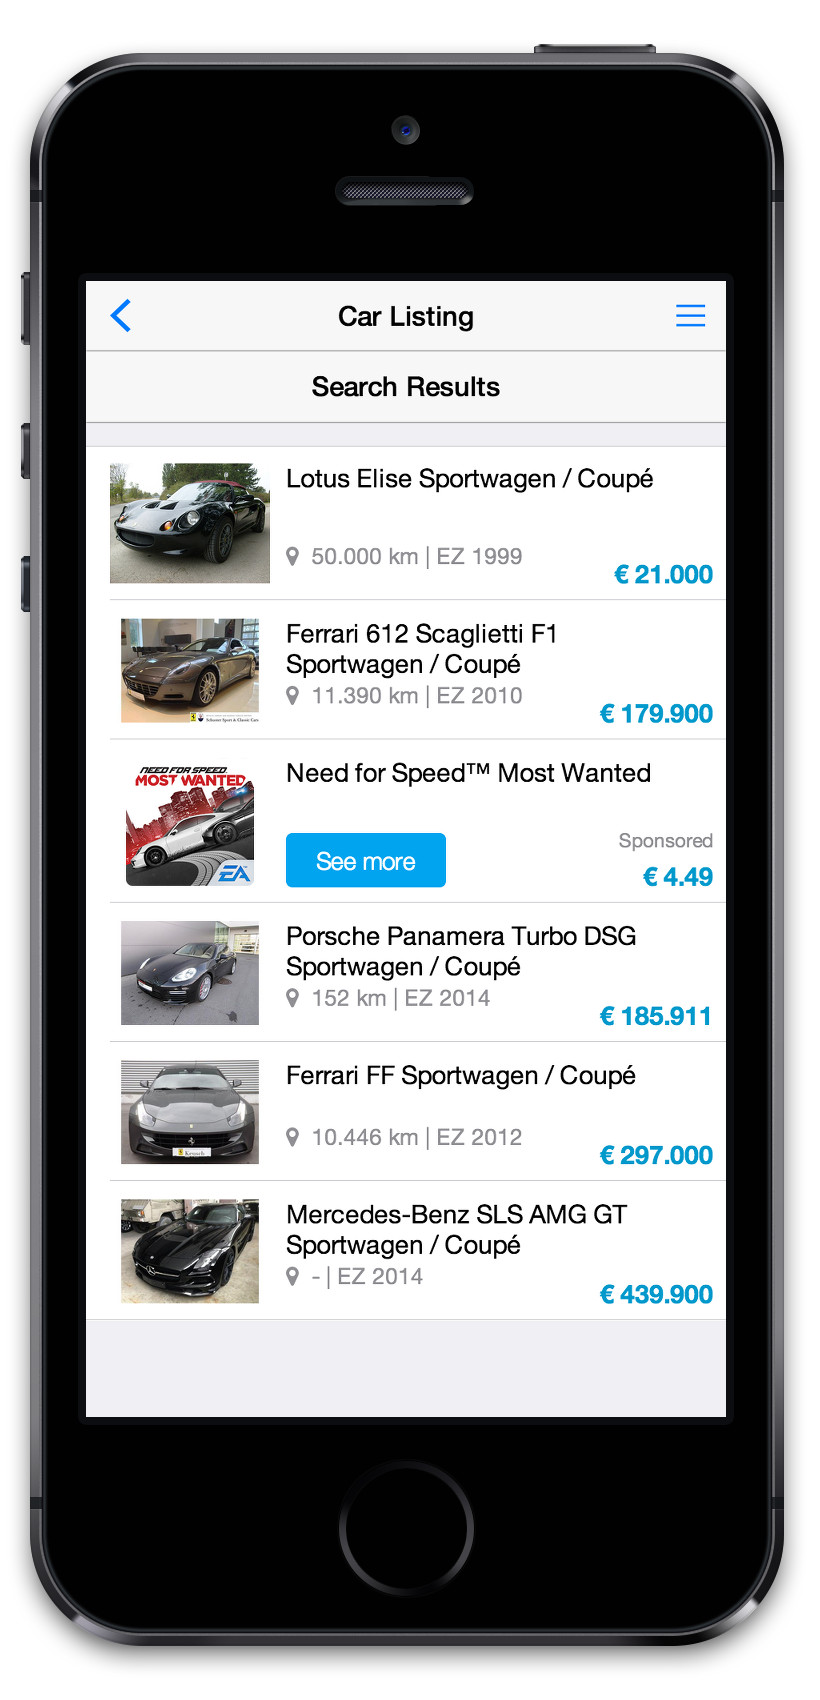 Car Listing
Search Results
Lotus Elise Sportwagen / Coupé
50.000 km | EZ 1999
€ 21.000
Ferrari 612 Scaglietti F1
Sportwagen / Coupé
11.390 km | EZ 2010
€ 179.900
NEED FOR SPEED
MOST WANTED
EA
Need for Speed™ Most Wanted
See more
Sponsored
€ 4.49
Porsche Panamera Turbo DSG
Sportwagen / Coupé
152 km | EZ 2014
€ 185.911
Ferrari FF Sportwagen / Coupé
10.446 km | EZ 2012
€ 297.000
Mercedes-Benz SLS AMG GT
Sportwagen / Coupé
- | EZ 2014
€ 439.900